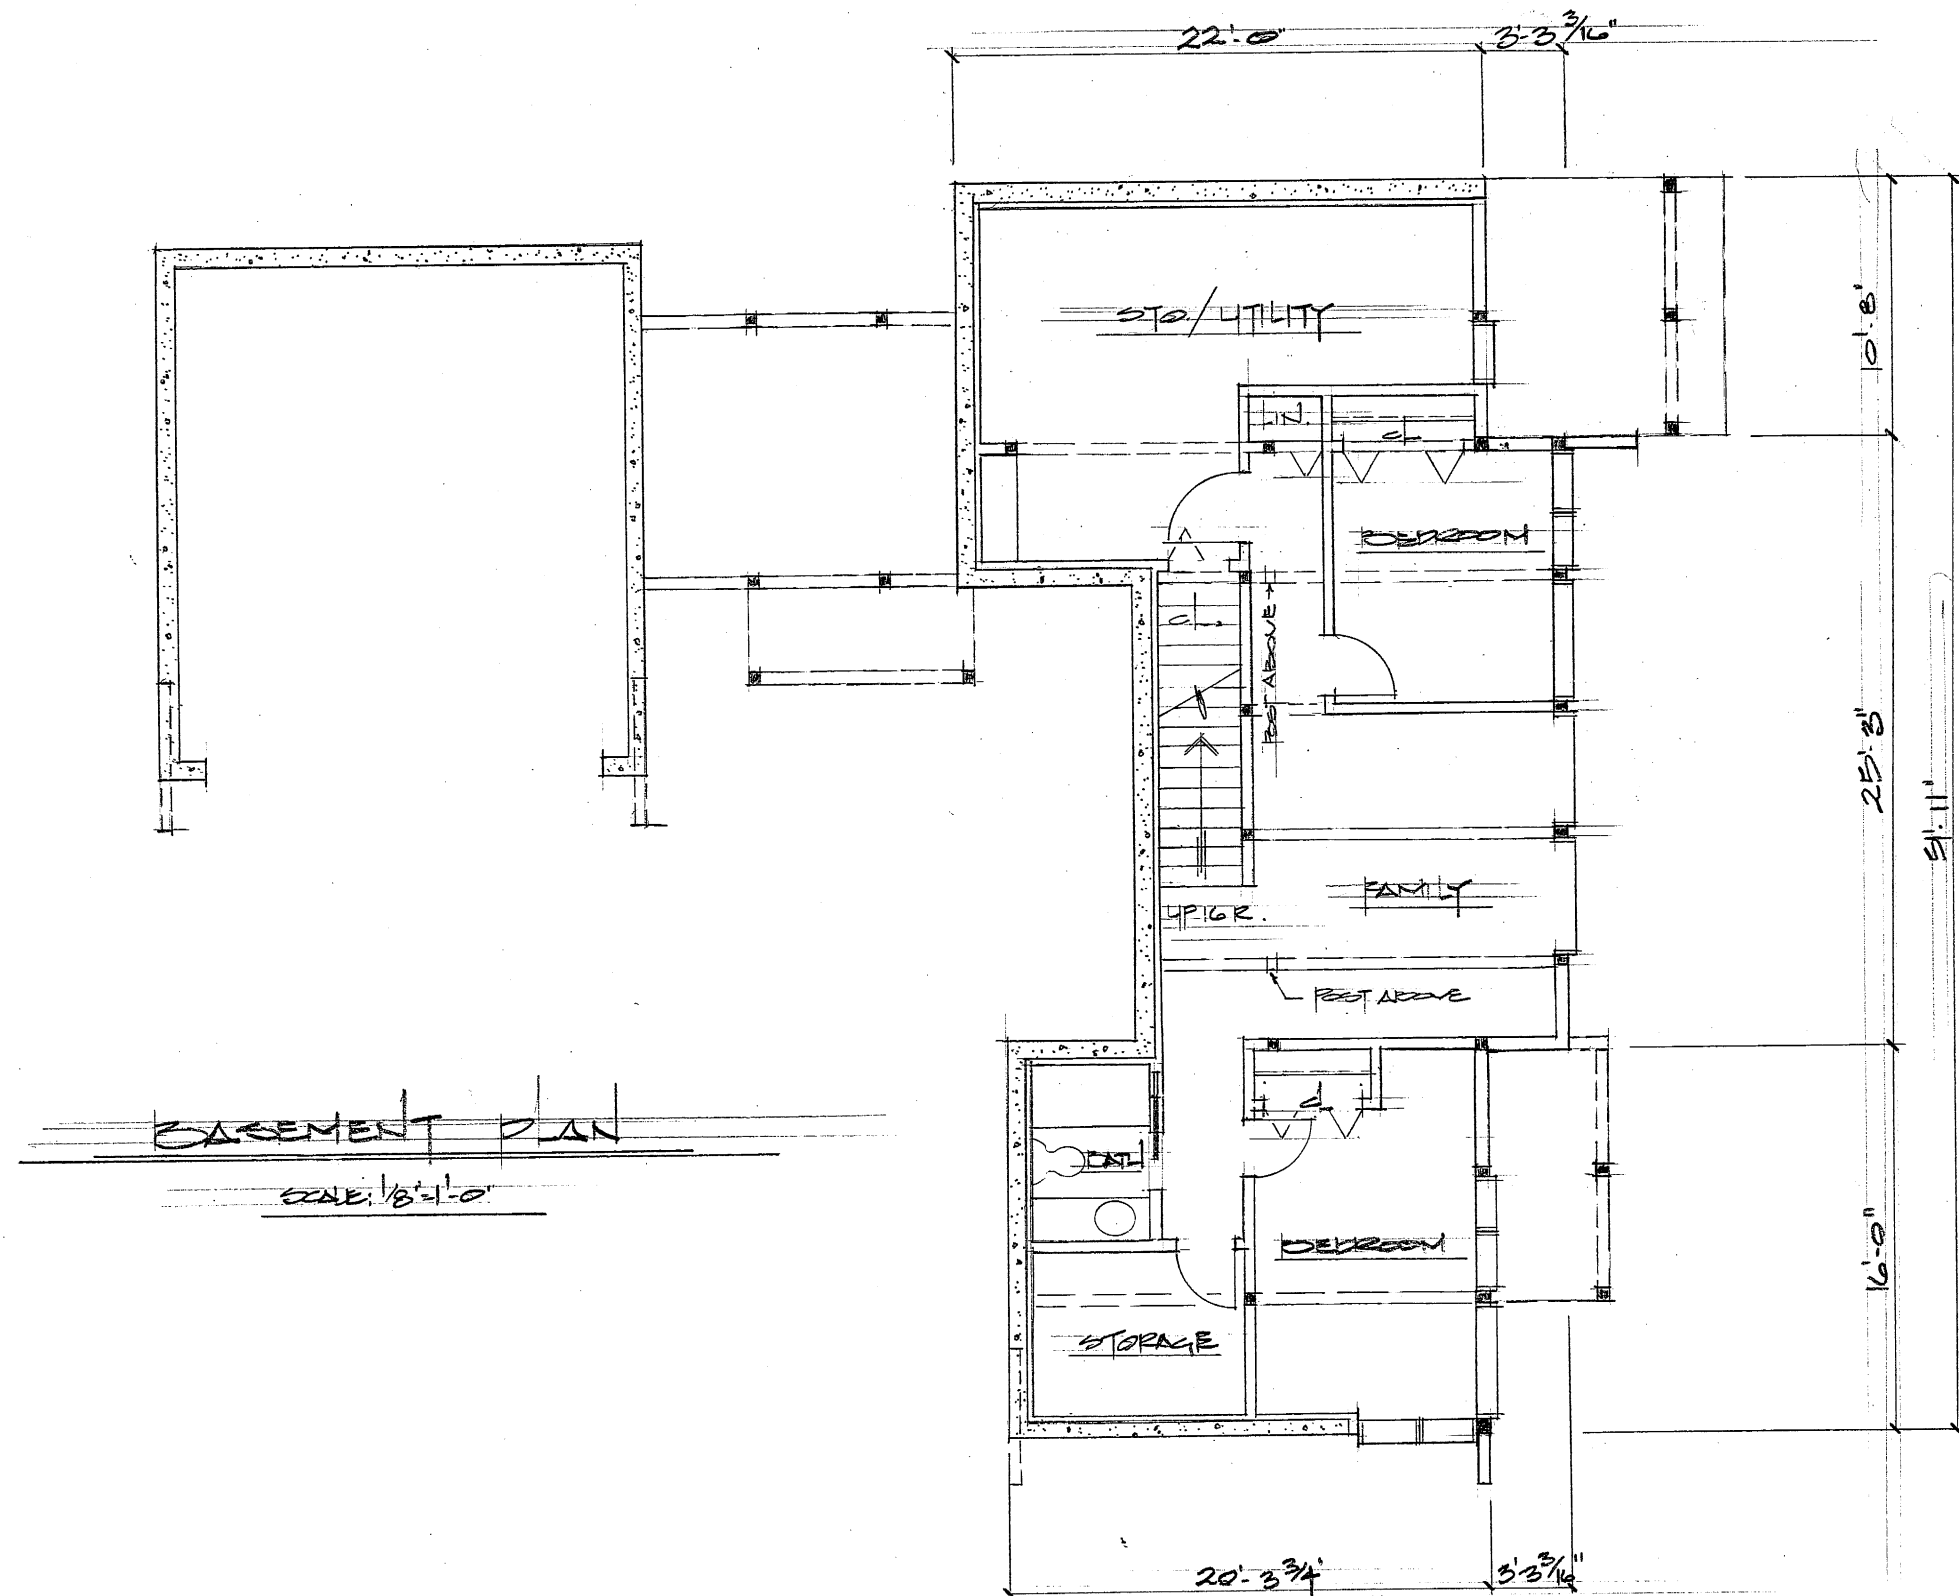 22'-0" 3'-3 3/16"
10'-8"
STO./UTILITY
LIN. CL
BEDROOM
CL.
POST ABOVE
25'-3"
51'-11"
FAMILY
UP 16 R.
POST ABOVE
CL
BATH
BASEMENT PLAN
SCALE: 1/8"=1'-0"
BEDROOM
16'-0"
STORAGE
20'-3 3/4" 3'-3 3/16"